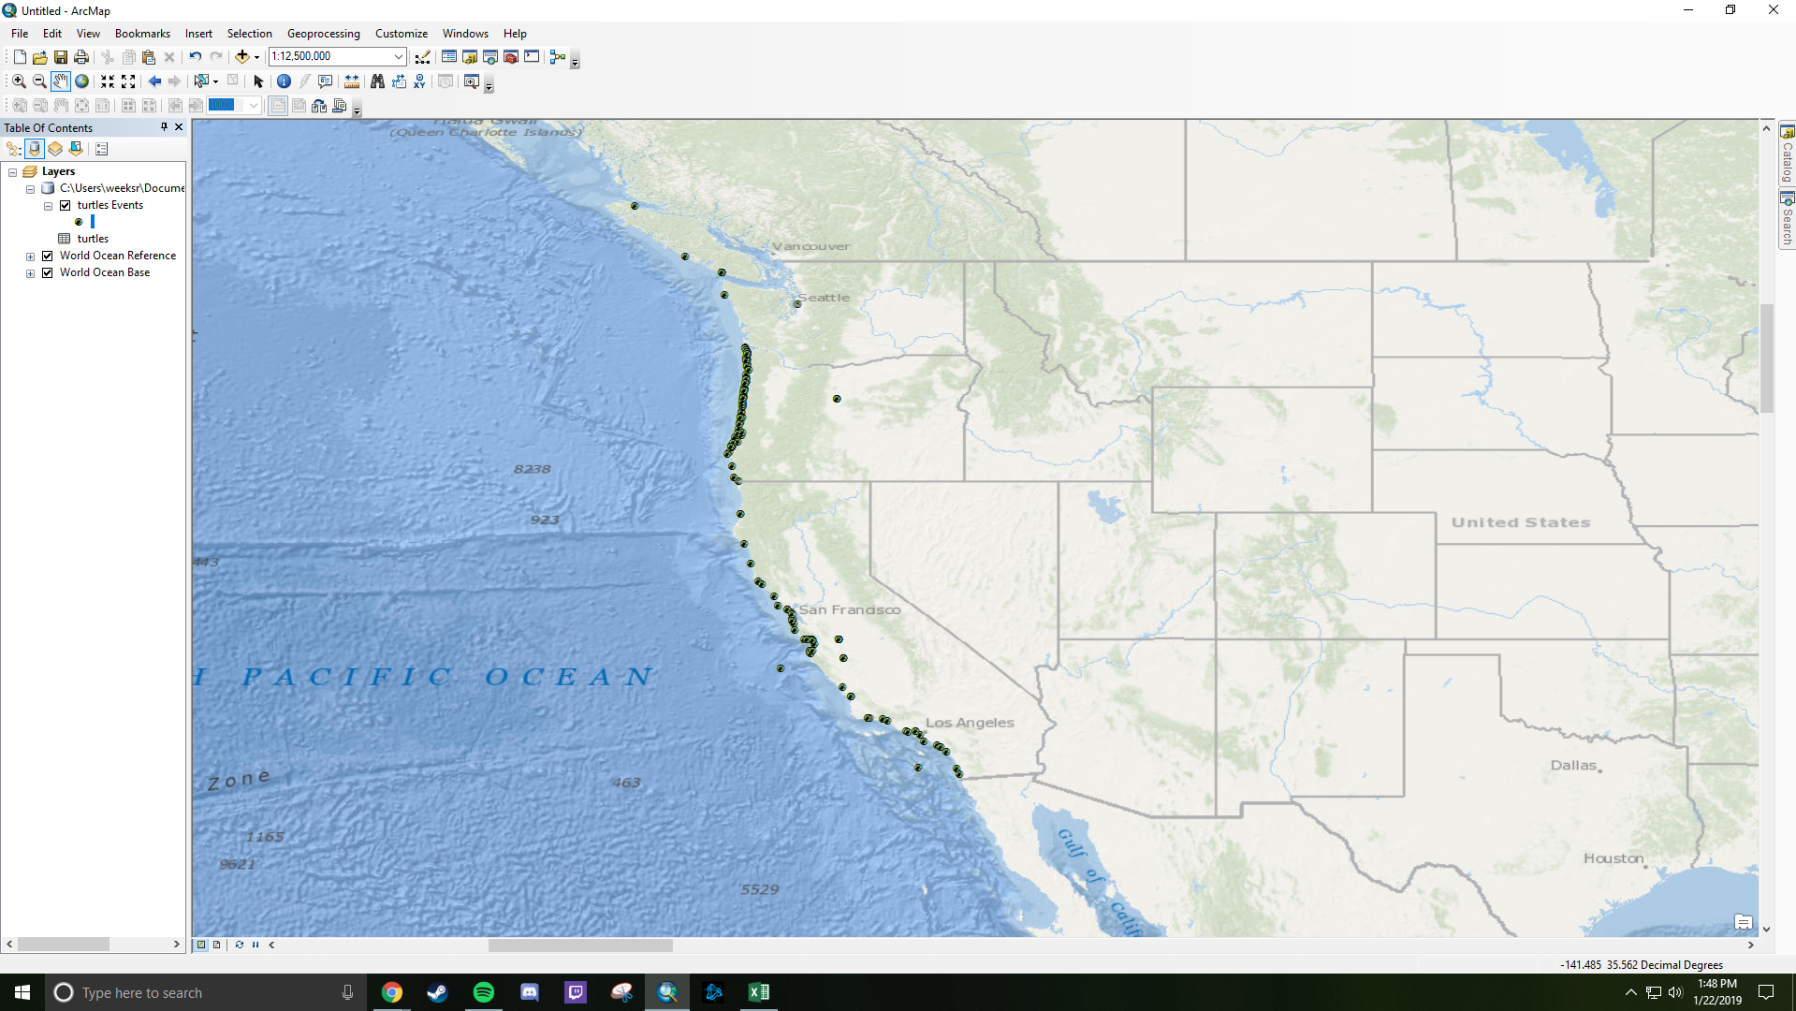 Untitled - ArcMap
File Edit View Bookmarks Insert Selection Geoprocessing Customize Windows Help
1:12,500,000
100%
Table Of Contents
Layers
C:\Users\weeksr\Docume
turtles Events
turtles
World Ocean Reference
World Ocean Base
(Queen Charlotte Islands)
Vancouver
Seattle
8238
923
United States
443
San Francisco
H PACIFIC OCEAN
Los Angeles
Zone
463
Dallas
1165
9621
Gulf of
Califo
Houston
5529
Catalog
Search
-141.485 35.562 Decimal Degrees
Type here to search
1:48 PM
1/22/2019